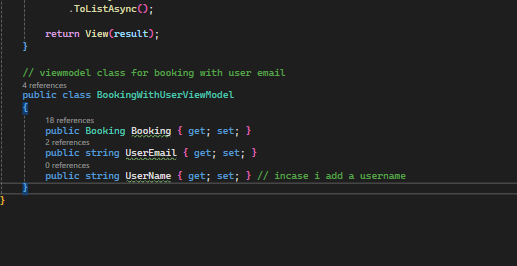 .ToListAsync();
return View(result);
}
// viewmodel class for booking with user email
4 references
public class BookingWithUserViewModel
{
18 references
public Booking Booking { get; set; }
2 references
public string UserEmail { get; set; }
0 references
public string UserName { get; set; } // incase i add a username
}
}